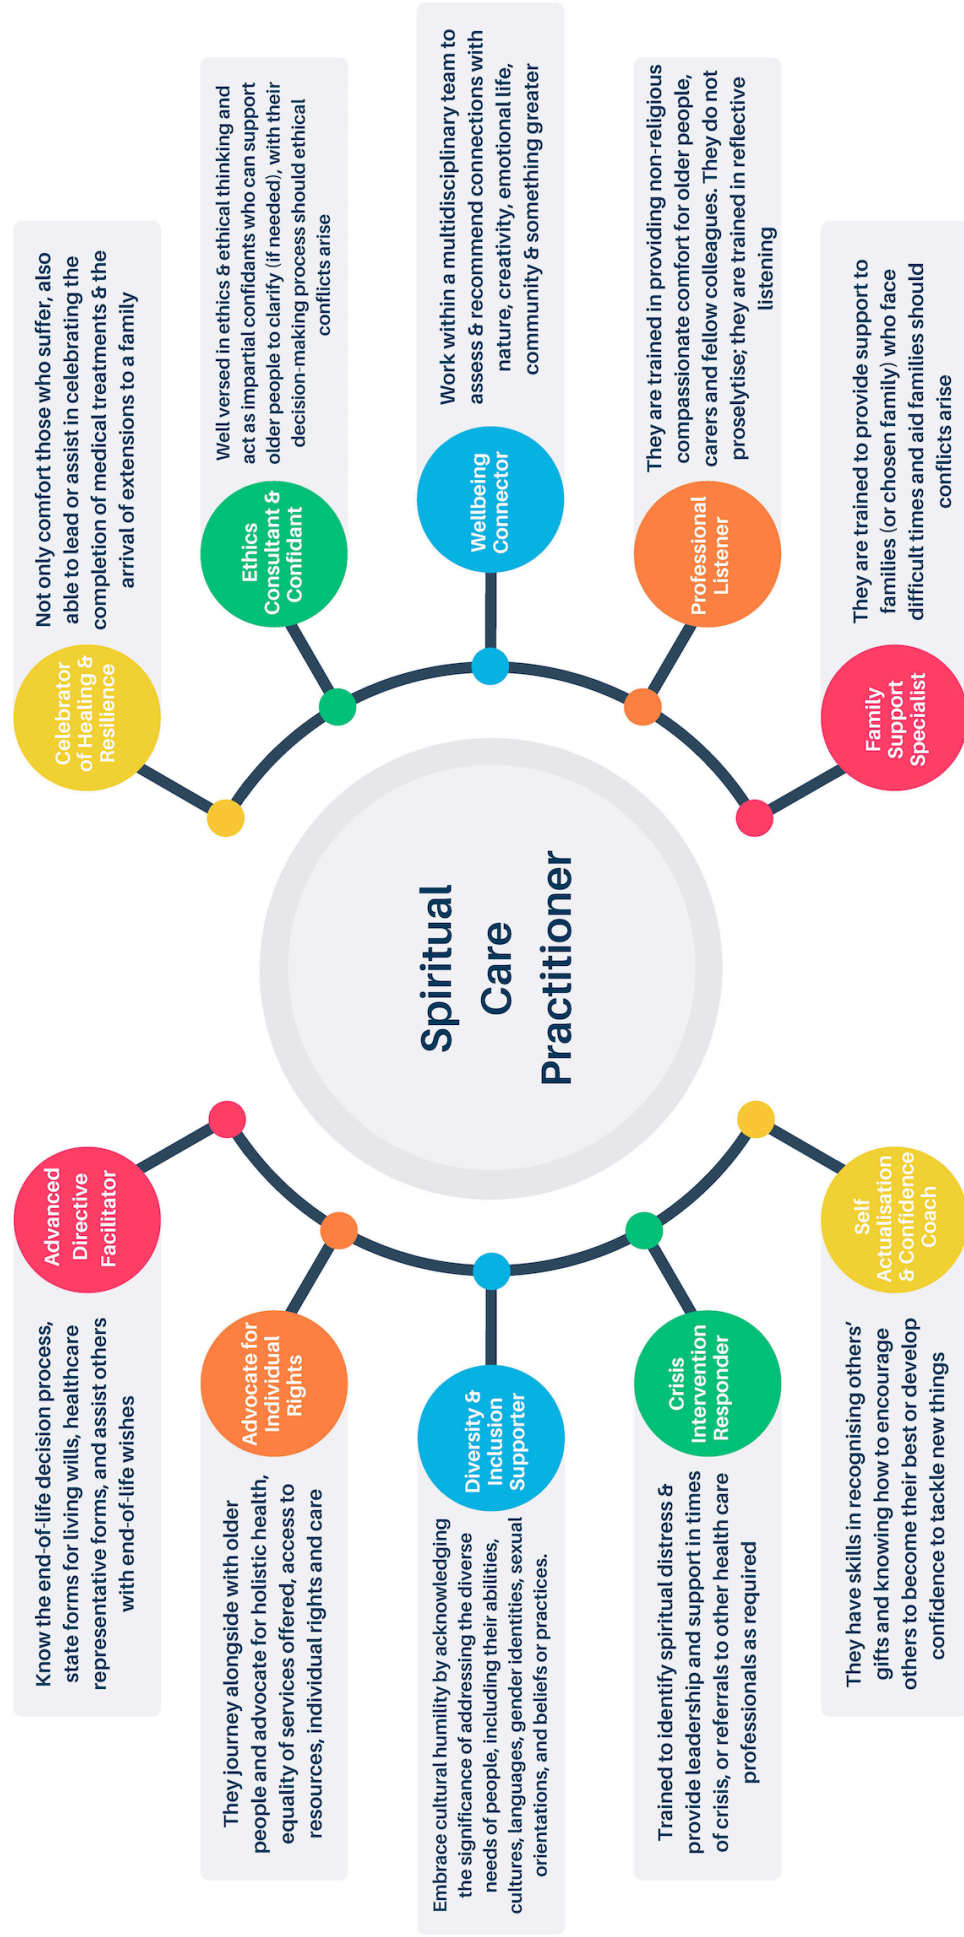 Spiritual
Care
Practitioner
Advanced
Directive
Facilitator
Know the end-of-life decision process,
state forms for living wills, healthcare
representative forms, and assist others
with end-of-life wishes
Advocate for
Individual
Rights
They journey alongside with older
people and advocate for holistic health,
equality of services offered, access to
resources, individual rights and care
Diversity &
Inclusion
Supporter
Embrace cultural humility by acknowledging
the significance of addressing the diverse
needs of people, including their abilities,
cultures, languages, gender identities, sexual
orientations, and beliefs or practices.
Crisis
Intervention
Responder
Trained to identify spiritual distress &
provide leadership and support in times
of crisis, or referrals to other health care
professionals as required
Self
Actualisation
& Confidence
Coach
They have skills in recognising others’
gifts and knowing how to encourage
others to become their best or develop
confidence to tackle new things
Celebrator
of Healing &
Resilience
Not only comfort those who suffer, also
able to lead or assist in celebrating the
completion of medical treatments & the
arrival of extensions to a family
Ethics
Consultant &
Confidant
Well versed in ethics & ethical thinking and
act as impartial confidants who can support
older people to clarify (if needed), with their
decision-making process should ethical
conflicts arise
Wellbeing
Connector
Work within a multidisciplinary team to
assess & recommend connections with
nature, creativity, emotional life,
community & something greater
Professional
Listener
They are trained in providing non-religious
compassionate comfort for older people,
carers and fellow colleagues. They do not
proselytise; they are trained in reflective
listening
Family
Support
Specialist
They are trained to provide support to
families (or chosen family) who face
difficult times and aid families should
conflicts arise